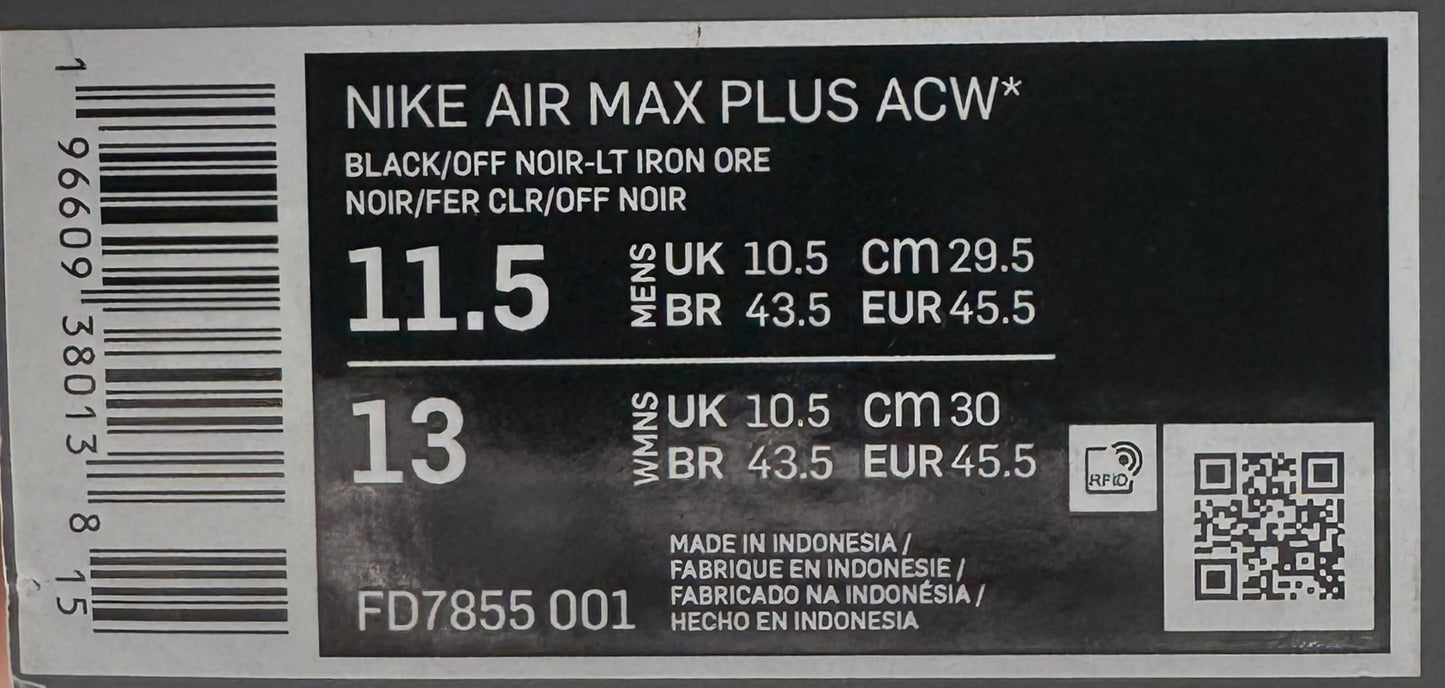 1 96609 38013 8 15
NIKE AIR MAX PLUS ACW*
BLACK/OFF NOIR-LT IRON ORE
NOIR/FER CLR/OFF NOIR
11.5 MENS UK 10.5 CM 29.5
BR 43.5 EUR 45.5
13 WMNS UK 10.5 CM 30
BR 43.5 EUR 45.5
RFID
MADE IN INDONESIA /
FABRIQUE EN INDONESIE /
FABRICADO NA INDONÉSIA /
HECHO EN INDONESIA
FD7855 001